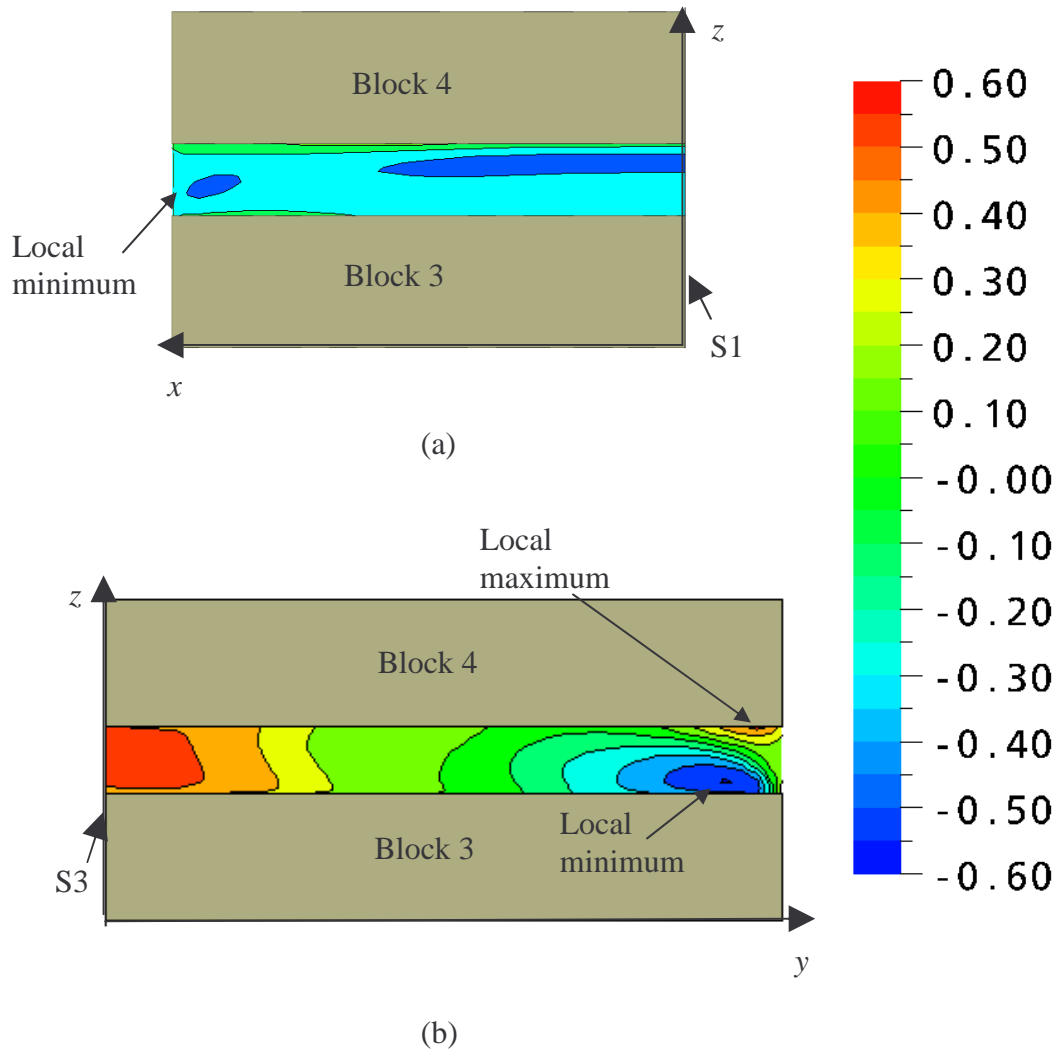 z
Block 4
Local
minimum
Block 3
S1
x
(a)
0.60
0.50
0.40
0.30
0.20
0.10
-0.00
-0.10
-0.20
-0.30
-0.40
-0.50
-0.60
Local
maximum
z
Block 4
Block 3
Local
minimum
S3
y
(b)